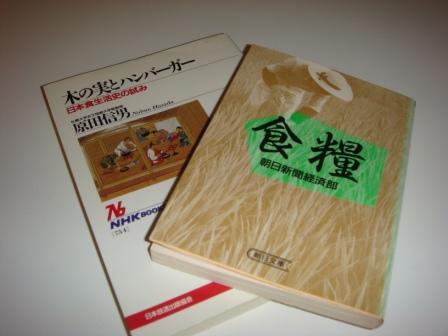 木の実とハンバーガー
日本食生活史の試み
原田信男 Nobuo Harada
NHK BOOKS
[754]
日本放送出版協会
食糧
朝日新聞経済部
朝日文庫